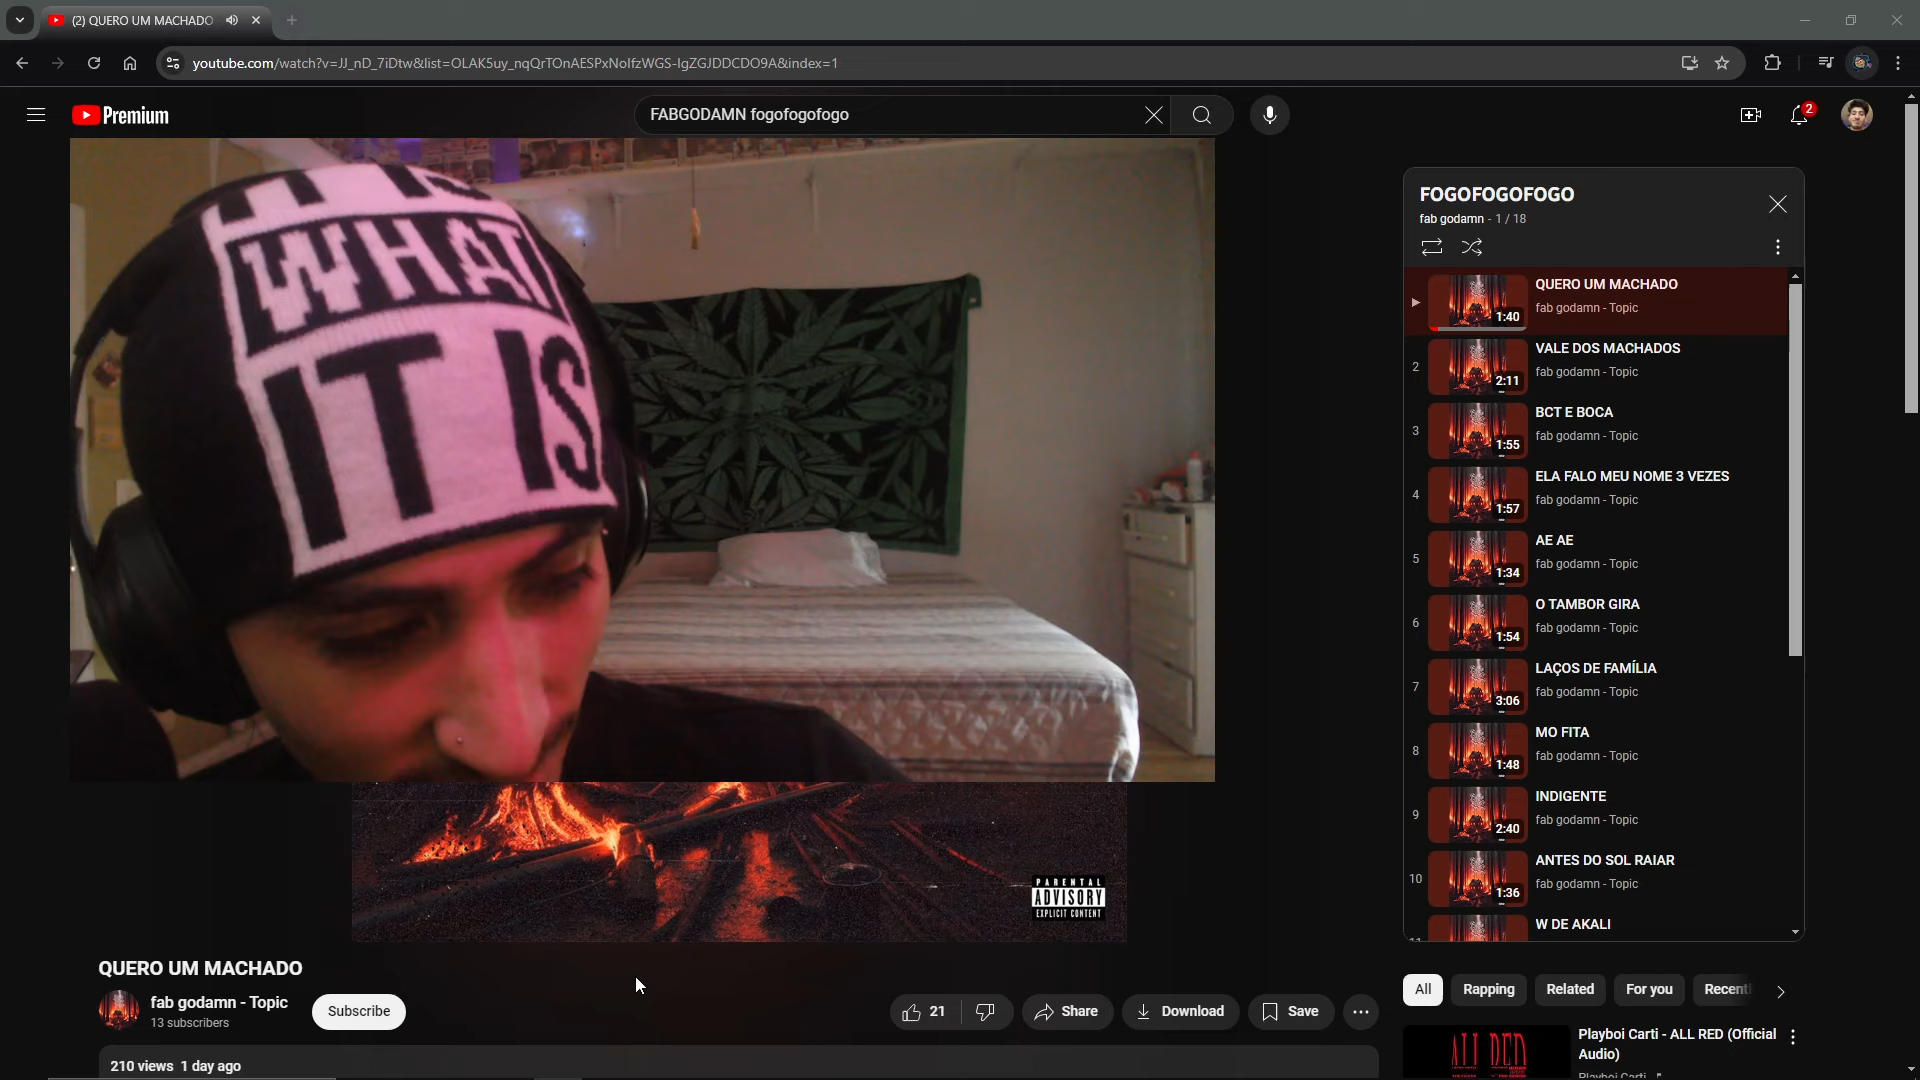 (2) QUERO UM MACHADO
youtube.com/watch?v=JJ_nD_7iDtw&list=OLAK5uy_nqQrTOnAESPxNolfzWGS-IgZGJDDCDO9A&index=1
Premium
FABGODAMN fogofogofogo
2
WHAT
IT IS
FOGOFOGOFOGO
fab godamn - 1 / 18
QUERO UM MACHADO
fab godamn - Topic
1:40
2
VALE DOS MACHADOS
fab godamn - Topic
2:11
3
BCT E BOCA
fab godamn - Topic
1:55
4
ELA FALO MEU NOME 3 VEZES
fab godamn - Topic
1:57
5
AE AE
fab godamn - Topic
1:34
6
O TAMBOR GIRA
fab godamn - Topic
1:54
7
LAÇOS DE FAMÍLIA
fab godamn - Topic
3:06
8
MO FITA
fab godamn - Topic
1:48
9
INDIGENTE
fab godamn - Topic
2:40
10
ANTES DO SOL RAIAR
fab godamn - Topic
1:36
W DE AKALI
PARENTAL
ADVISORY
EXPLICIT CONTENT
QUERO UM MACHADO
fab godamn - Topic
13 subscribers
Subscribe
21
Share
Download
Save
210 views 1 day ago
All
Rapping
Related
For you
Recent
ALL RED
Playboi Carti - ALL RED (Official
Audio)
Playboi Carti